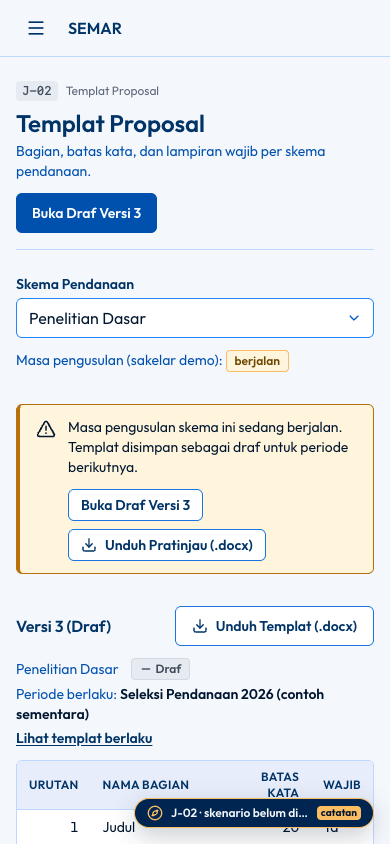 SEMAR
J-02 Templat Proposal
Templat Proposal
Bagian, batas kata, dan lampiran wajib per skema
pendanaan.
Buka Draf Versi 3
Skema Pendanaan
Penelitian Dasar
Masa pengusulan (sakelar demo): berjalan
Masa pengusulan skema ini sedang berjalan.
Templat disimpan sebagai draf untuk periode
berikutnya.
Buka Draf Versi 3
Unduh Pratinjau (.docx)
Versi 3 (Draf)
Unduh Templat (.docx)
Penelitian Dasar — Draf
Periode berlaku: Seleksi Pendanaan 2026 (contoh
sementara)
Lihat templat berlaku
URUTAN NAMA BAGIAN BATAS KATA WAJIB
1 Judul 20 Ya
J-02 · skenario belum di... catatan